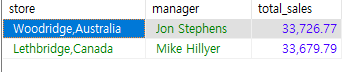 store manager total_sales
Woodridge,Australia Jon Stephens 33,726.77
Lethbridge,Canada Mike Hillyer 33,679.79